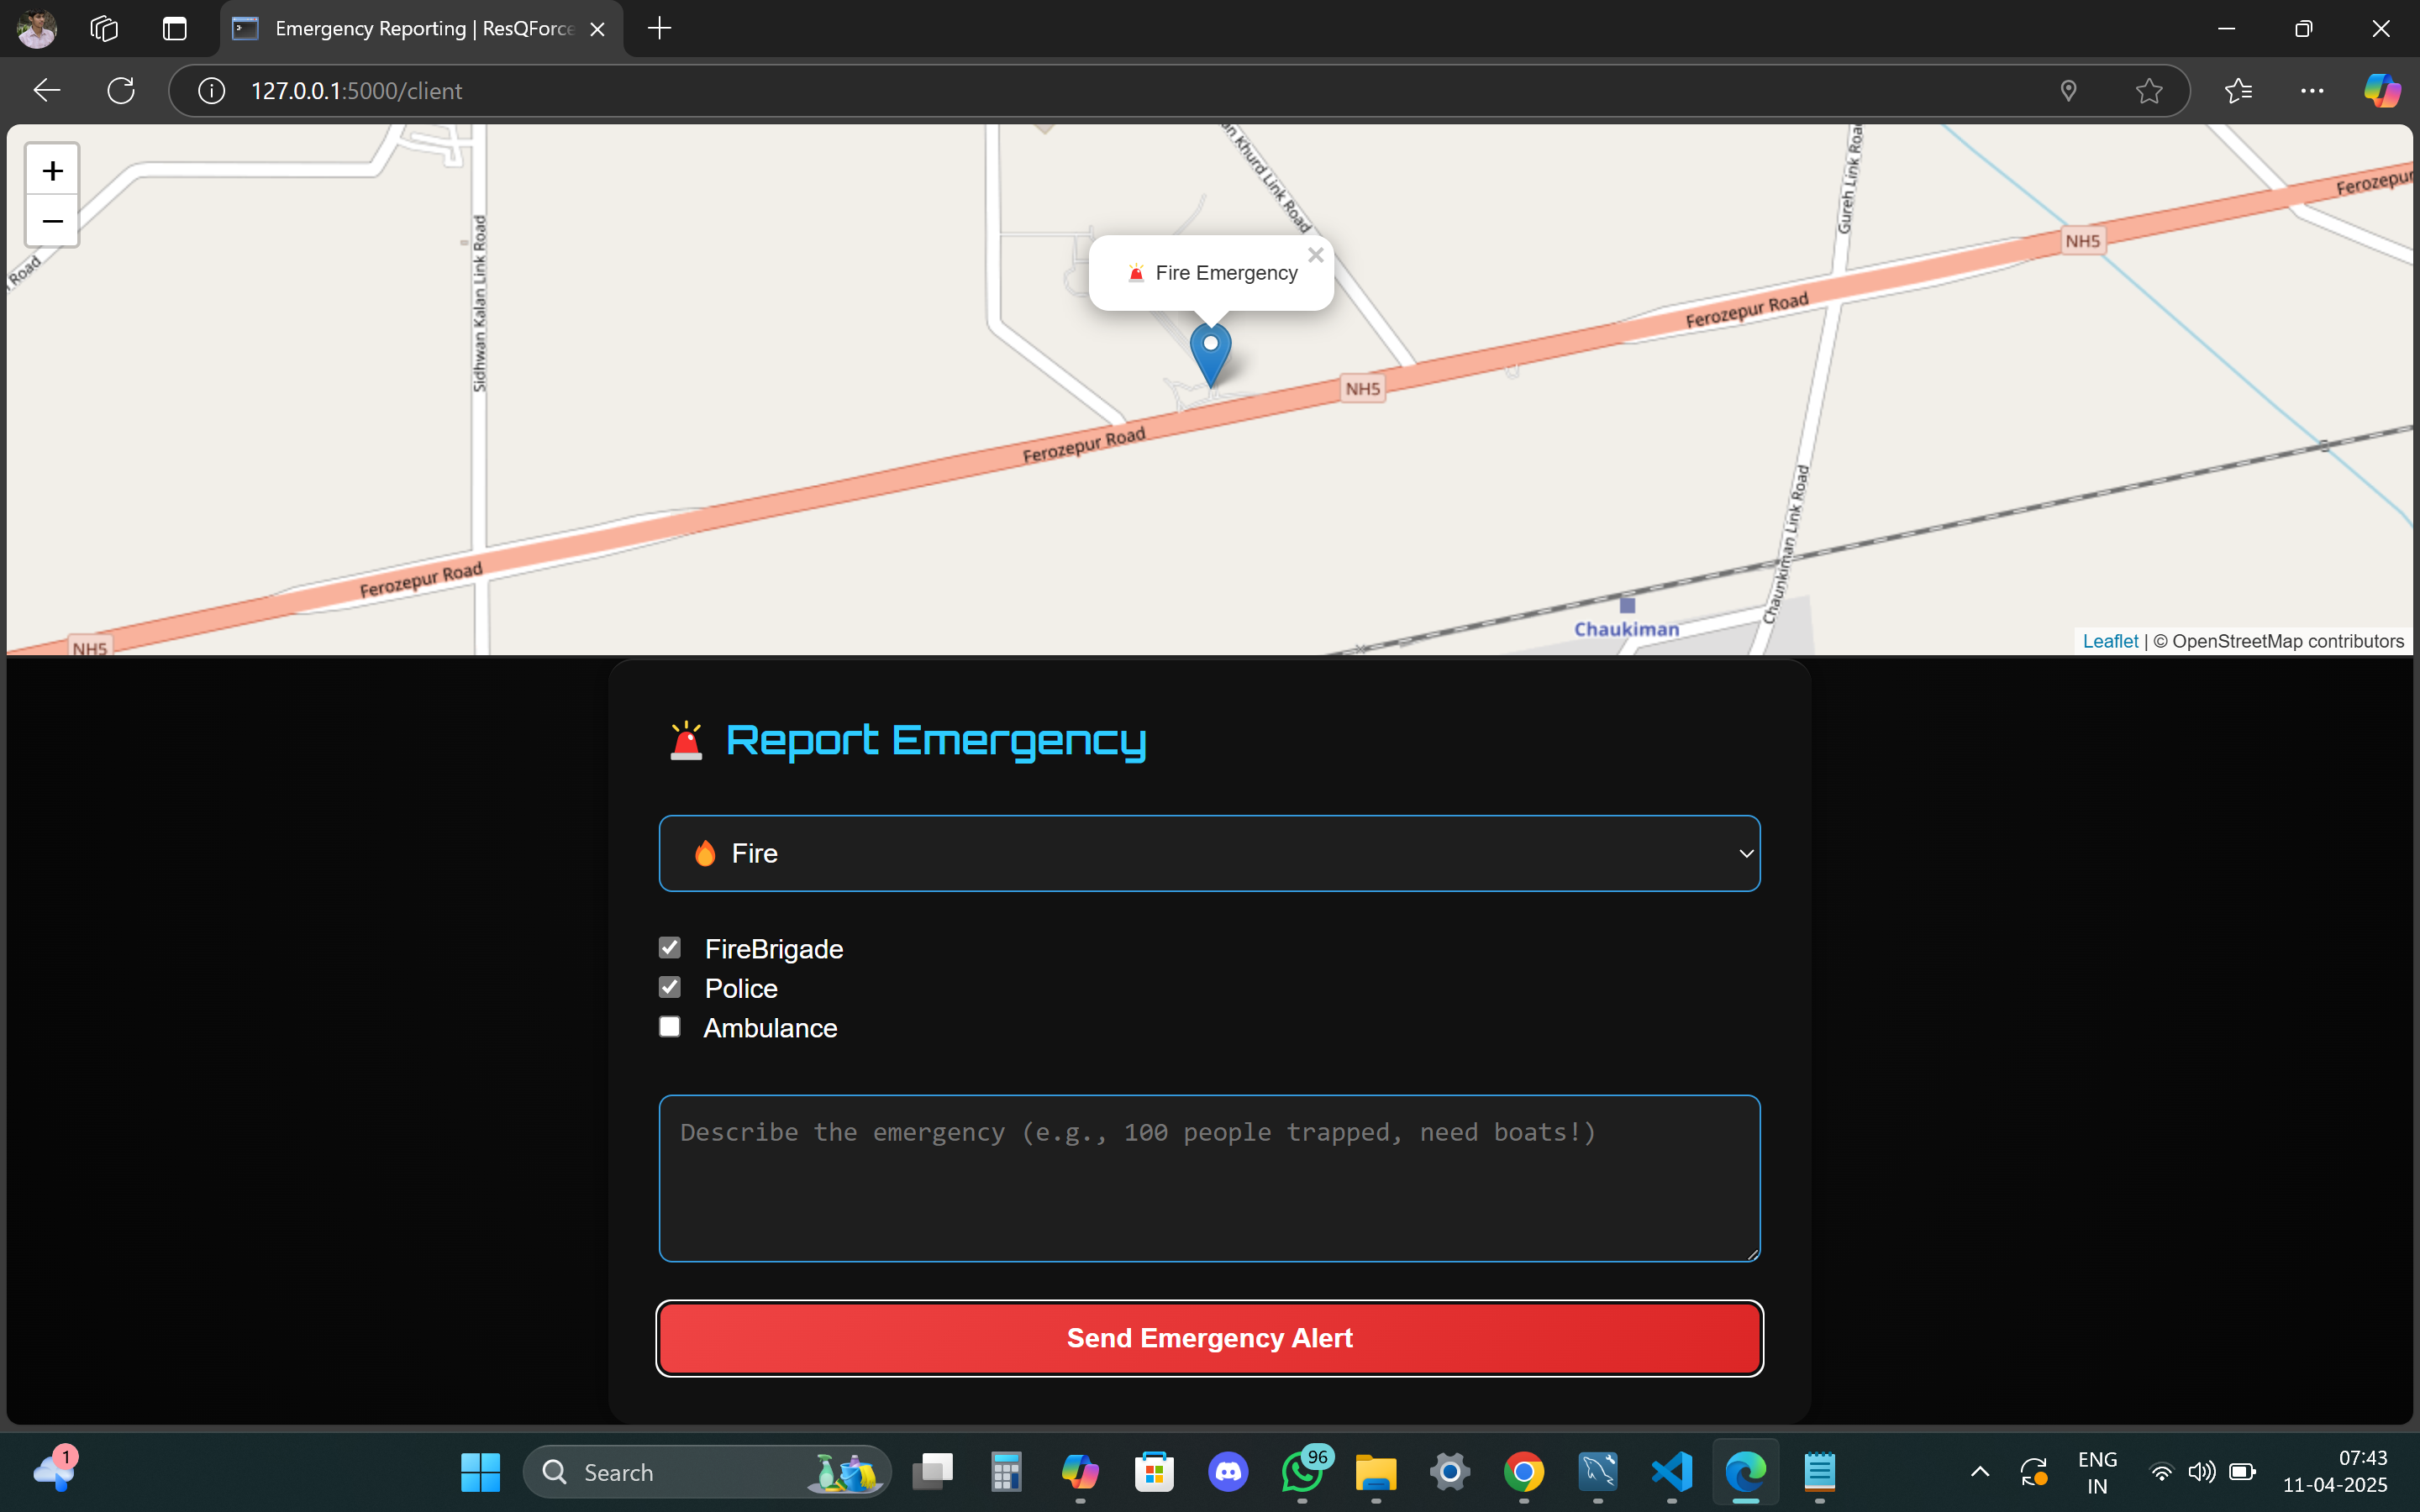 Emergency Reporting | ResQForce
127.0.0.1:5000/client
+
−
Road
Sidhwan Kalan Link Road
an Khurd Link Road
Gureh Link Road
Ferozepur
NH5
Fire Emergency
×
Ferozepur Road
NH5
Ferozepur Road
Chaunkiman Link Road
Ferozepur Road
NH5
Chaukiman
Leaflet | © OpenStreetMap contributors
Report Emergency
Fire
FireBrigade
Police
Ambulance
Describe the emergency (e.g., 100 people trapped, need boats!)
Send Emergency Alert
1
Search
96
ENG
IN
07:43
11-04-2025